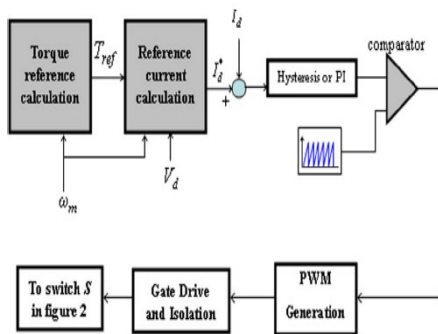 Torque
reference
calculation
T_ref
Reference
current
calculation
I_d
I_d*
+
Hysteresis or PI
comparator
ω_m
V_d
To switch S
in figure 2
Gate Drive
and Isolation
PWM
Generation